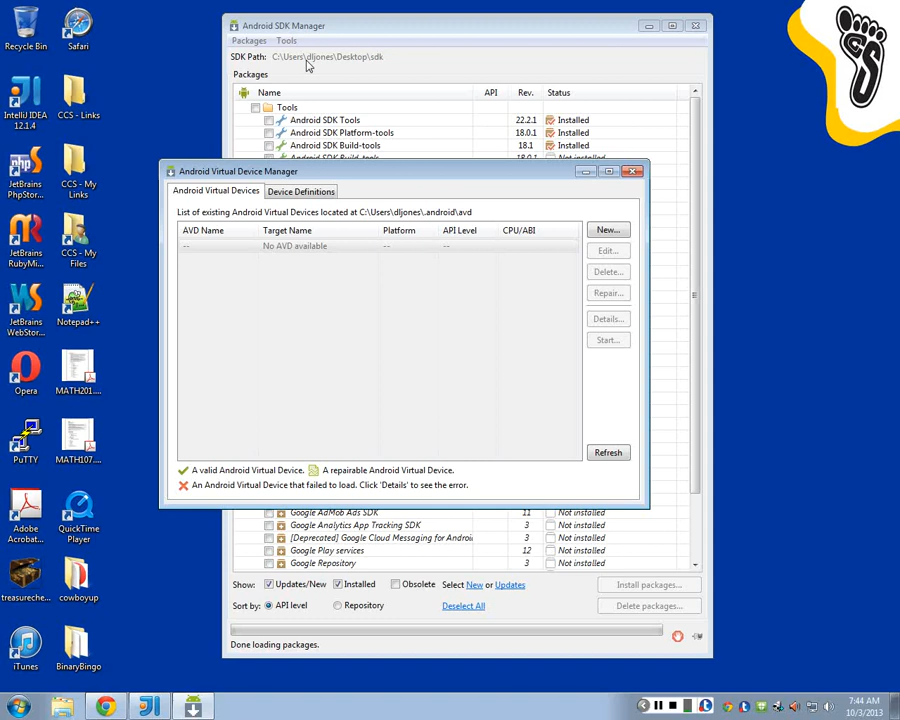 Recycle Bin
Safari
IntelliJ IDEA
12.1.4
CCS - Links
JetBrains
PhpStor...
CCS - My
Links
JetBrains
RubyMi...
CCS - My
Files
JetBrains
WebStor...
Notepad++
Opera
MATH201...
PuTTY
MATH107...
Adobe
Acrobat...
QuickTime
Player
treasureche...
cowboyup
iTunes
BinaryBingo
Android SDK Manager
Packages Tools
SDK Path: C:\Users\dljones\Desktop\sdk
Packages
Name API Rev. Status
Tools
Android SDK Tools 22.2.1 Installed
Android SDK Platform-tools 18.0.1 Installed
Android SDK Build-tools 18.1 Installed
Android SDK Build-tools 18.0.1 Not installed
Android Virtual Device Manager
Android Virtual Devices Device Definitions
List of existing Android Virtual Devices located at C:\Users\dljones\.android\avd
AVD Name Target Name Platform API Level CPU/ABI
-- No AVD available -- --
New...
Edit...
Delete...
Repair...
Details...
Start...
Refresh
A valid Android Virtual Device. A repairable Android Virtual Device.
An Android Virtual Device that failed to load. Click 'Details' to see the error.
Google AdMob Ads SDK 11 Not installed
Google Analytics App Tracking SDK 3 Not installed
[Deprecated] Google Cloud Messaging for Android 3 Not installed
Google Play services 12 Not installed
Google Repository 3 Not installed
Show: Updates/New Installed Obsolete Select New or Updates
Install packages...
Sort by: API level Repository Deselect All
Delete packages...
Done loading packages.
7:44 AM
10/3/2013